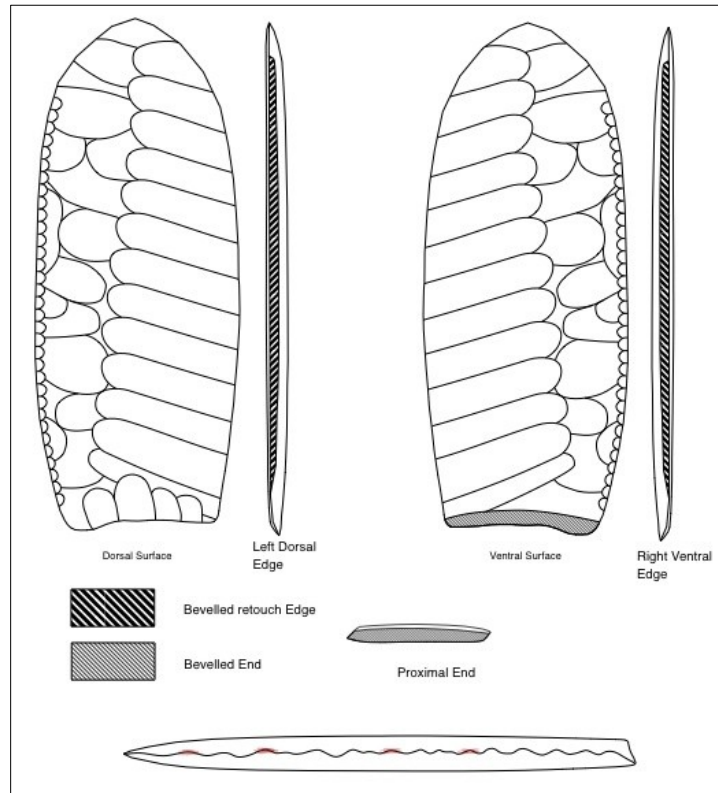 Dorsal Surface
Left Dorsal
Edge
Ventral Surface
Right Ventral
Edge
Bevelled retouch Edge
Bevelled End
Proximal End